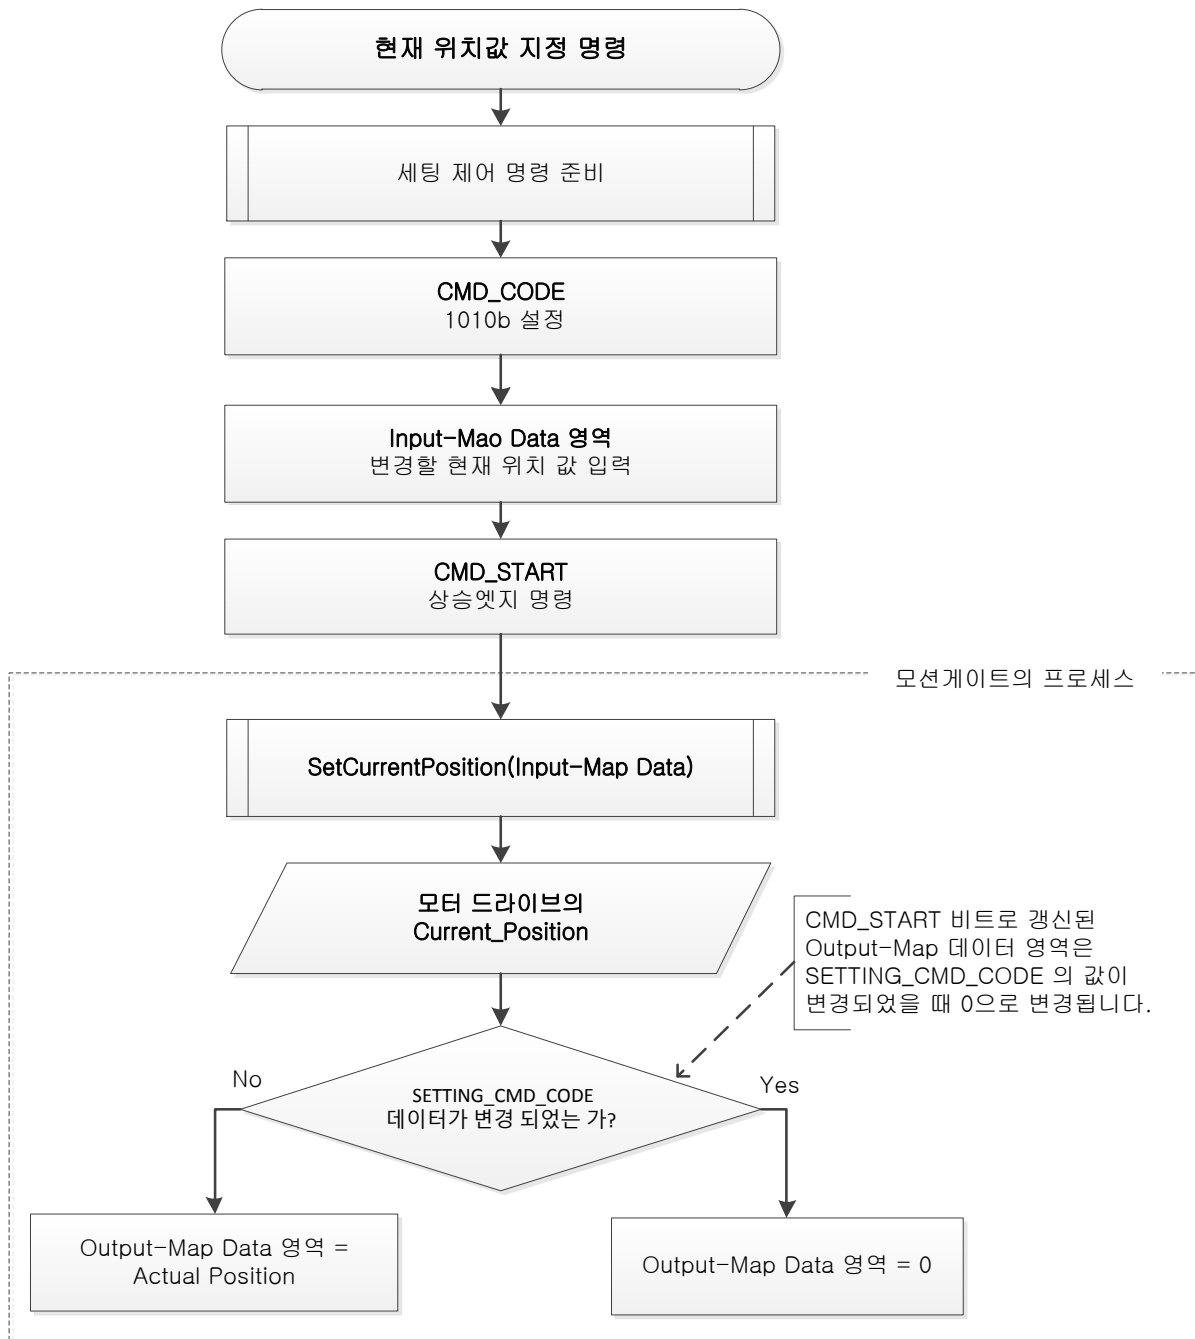 현재 위치값 지정 명령
세팅 제어 명령 준비
CMD_CODE
1010b 설정
Input-Mao Data 영역
변경할 현재 위치 값 입력
CMD_START
상승엣지 명령
모션게이트의 프로세스
SetCurrentPosition(Input-Map Data)
모터 드라이브의
Current_Position
CMD_START 비트로 갱신된
Output-Map 데이터 영역은
SETTING_CMD_CODE 의 값이
변경되었을 때 0으로 변경됩니다.
No
Yes
SETTING_CMD_CODE
데이터가 변경 되었는 가?
Output-Map Data 영역 =
Actual Position
Output-Map Data 영역 = 0